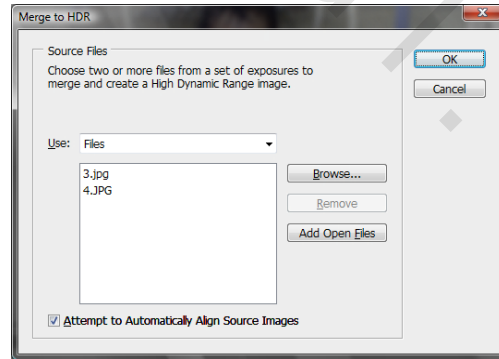 Merge to HDR
Source Files
Choose two or more files from a set of exposures to
merge and create a High Dynamic Range image.
OK
Cancel
Use: Files
3.jpg
4.JPG
Browse...
Remove
Add Open Files
Attempt to Automatically Align Source Images